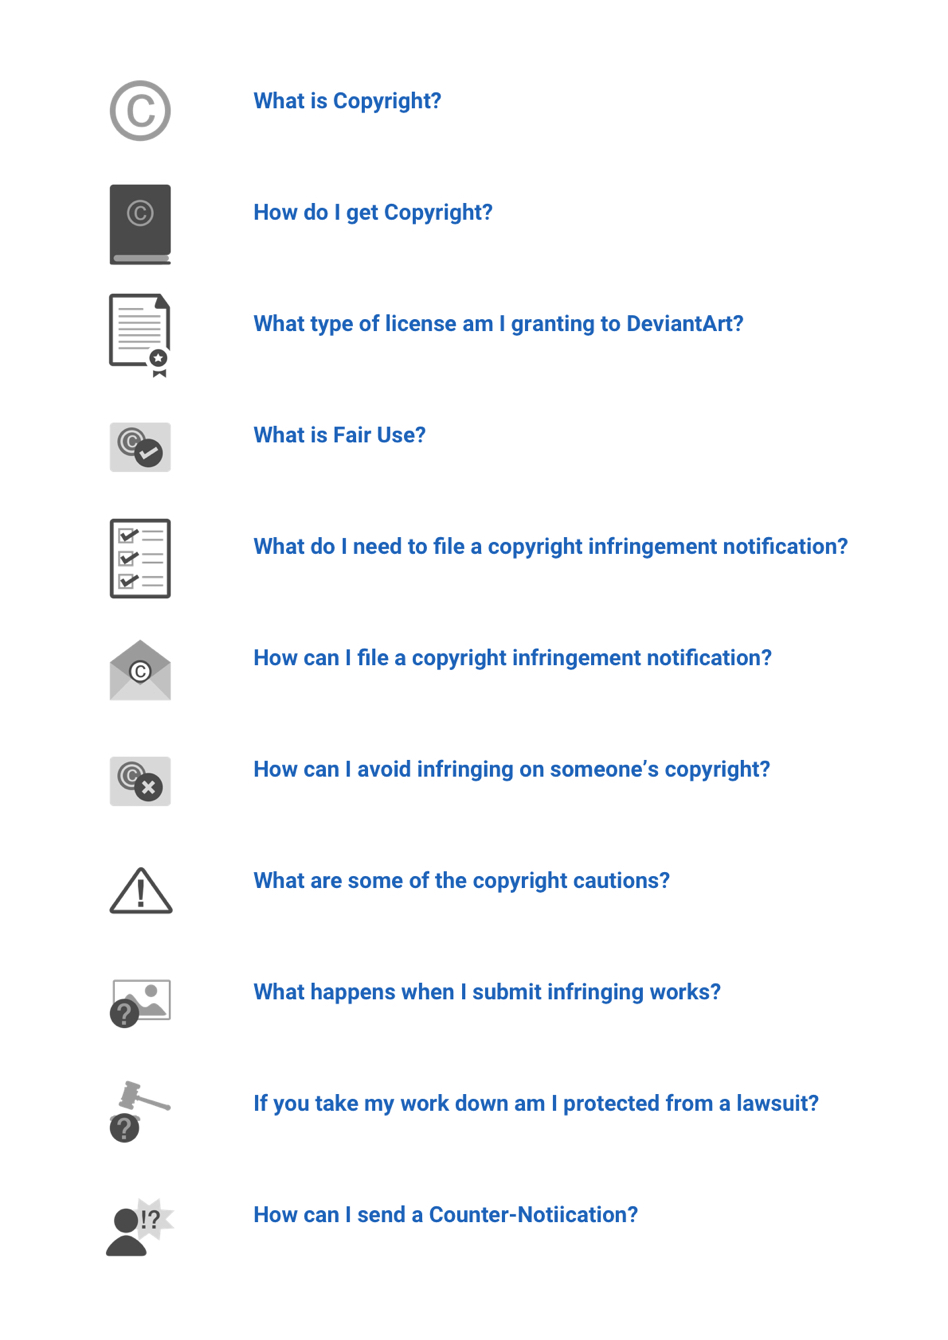 ©
What is Copyright?
©
How do I get Copyright?
What type of license am I granting to DeviantArt?
©
What is Fair Use?
What do I need to file a copyright infringement notification?
©
How can I file a copyright infringement notification?
©
How can I avoid infringing on someone’s copyright?
!
What are some of the copyright cautions?
?
What happens when I submit infringing works?
?
If you take my work down am I protected from a lawsuit?
!?
How can I send a Counter-Notiication?